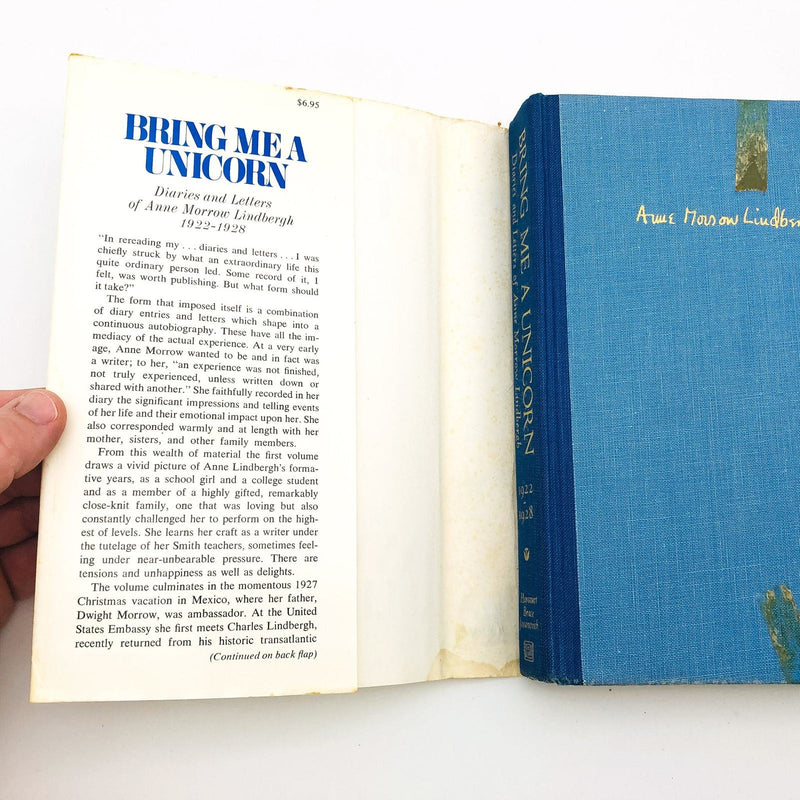 $6.95
BRING ME A
UNICORN
Diaries and Letters
of Anne Morrow Lindbergh
1922-1928
"In rereading my . . . diaries and letters . . . I was
chiefly struck by what an extraordinary life this
quite ordinary person led. Some record of it, I
felt, was worth publishing. But what form should
it take?"
The form that imposed itself is a combination
of diary entries and letters which shape into a
continuous autobiography. These have all the im-
mediacy of the actual experience. At a very early
age, Anne Morrow wanted to be and in fact was
a writer; to her, "an experience was not finished,
not truly experienced, unless written down or
shared with another." She faithfully recorded in her
diary the significant impressions and telling events
of her life and their emotional impact upon her. She
also corresponded warmly and at length with her
mother, sisters, and other family members.
From this wealth of material the first volume
draws a vivid picture of Anne Lindbergh's forma-
tive years, as a school girl and a college student
and as a member of a highly gifted, remarkably
close-knit family, one that was loving but also
constantly challenged her to perform on the high-
est of levels. She learns her craft as a writer under
the tutelage of her Smith teachers, sometimes feel-
ing under near-unbearable pressure. There are
tensions and unhappiness as well as delights.
The volume culminates in the momentous 1927
Christmas vacation in Mexico, where her father,
Dwight Morrow, was ambassador. At the United
States Embassy she first meets Charles Lindbergh,
recently returned from his historic transatlantic
(Continued on back flap)
BRING ME A UNICORN
Diaries and Letters of Anne Morrow Lindbergh
1922
-
1928
Harcourt
Brace
Jovanovich
Anne Morrow Lindber